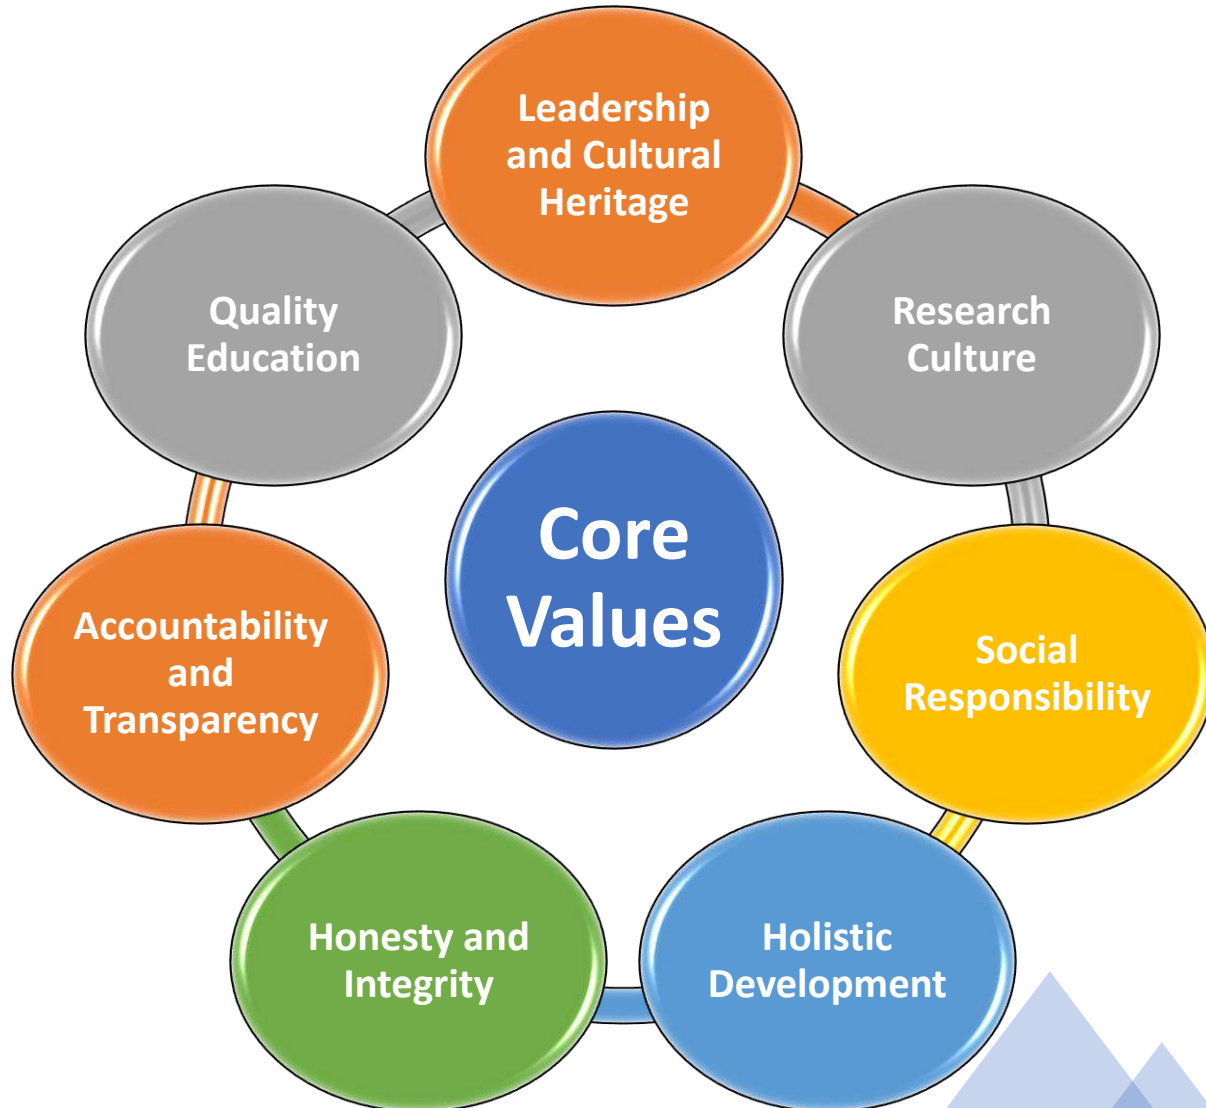 Leadership
and Cultural
Heritage
Research
Culture
Social
Responsibility
Holistic
Development
Honesty and
Integrity
Accountability
and
Transparency
Quality
Education
Core
Values